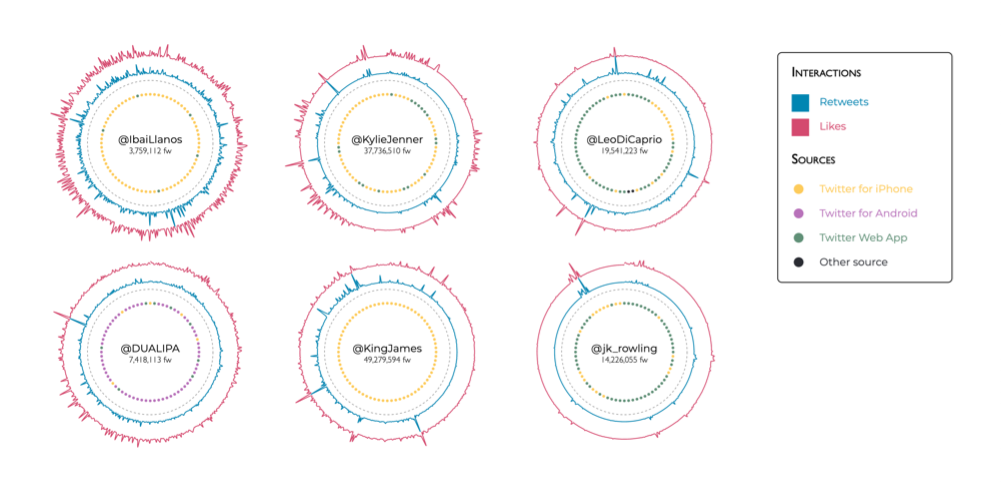 @IbaiLlanos
3,759,112 fw
@KylieJenner
37,736,510 fw
@LeoDiCaprio
19,541,223 fw
@DUALIPA
7,418,113 fw
@KingJames
49,279,594 fw
@jk_rowling
14,226,055 fw
Interactions
Retweets
Likes
Sources
Twitter for iPhone
Twitter for Android
Twitter Web App
Other source